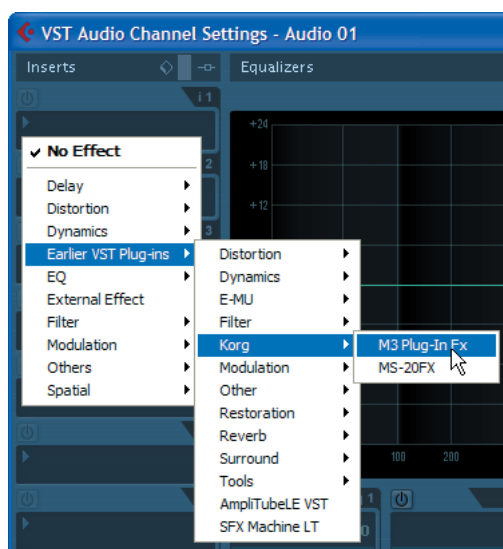 VST Audio Channel Settings - Audio 01
Inserts
Equalizers
i 1
+24
No Effect
2
+18
Delay
Distortion
+12
Dynamics
3
Earlier VST Plug-ins
EQ
External Effect
Filter
Modulation
Others
Spatial
Distortion
Dynamics
E-MU
Filter
Korg
Modulation
Other
Restoration
Reverb
Surround
Tools
AmpliTubeLE VST
SFX Machine LT
M3 Plug-In Fx
MS-20FX
100
200
1
0